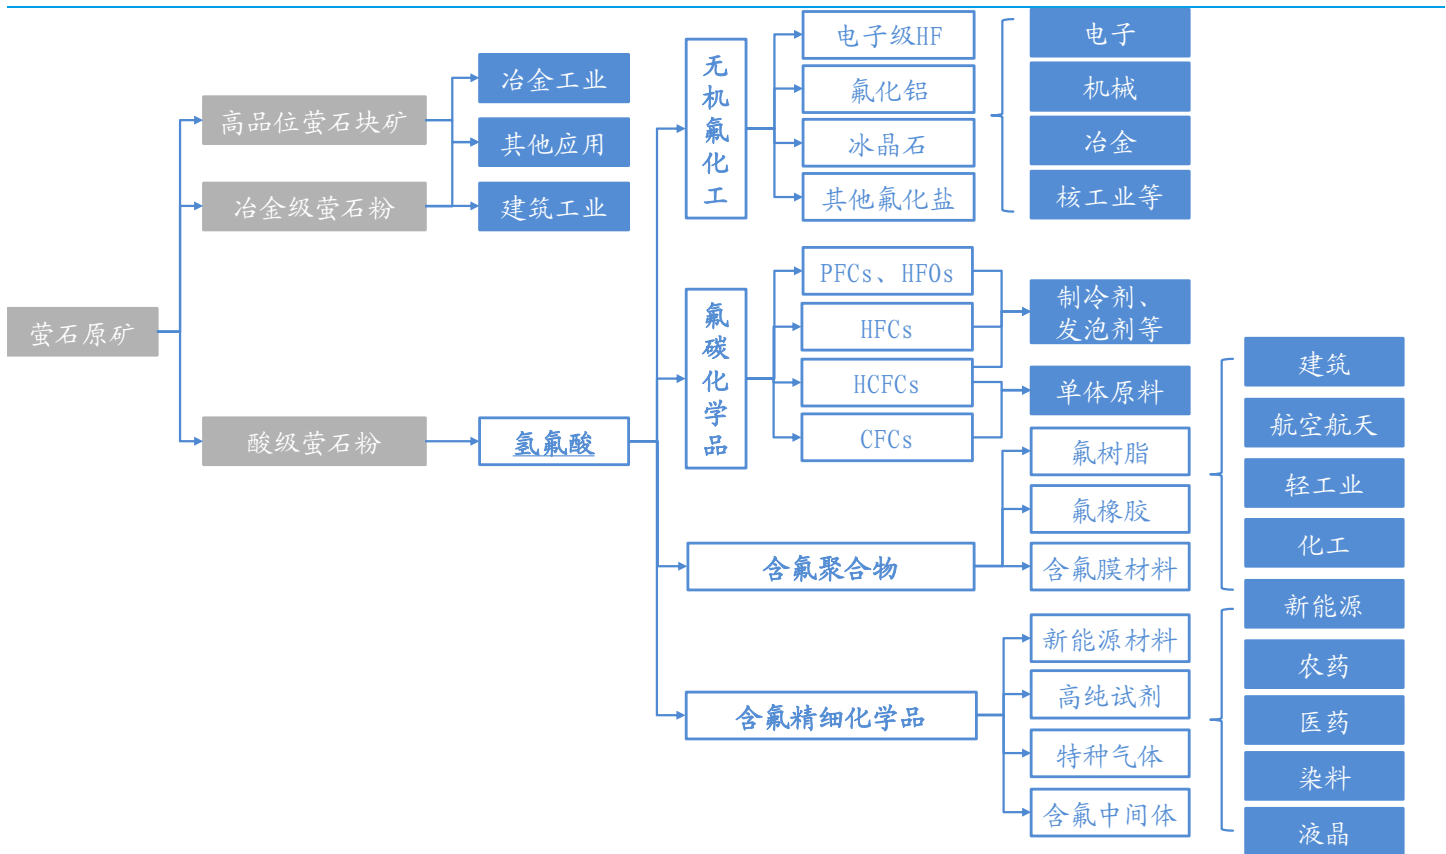 萤石原矿
高品位萤石块矿
冶金级萤石粉
酸级萤石粉
冶金工业
其他应用
建筑工业
氢氟酸
无机氟化工
氟碳化学品
含氟聚合物
含氟精细化学品
电子级HF
氟化铝
冰晶石
其他氟化盐
PFCs、HFOs
HFCs
HCFCs
CFCs
电子
机械
冶金
核工业等
制冷剂、
发泡剂等
单体原料
氟树脂
氟橡胶
含氟膜材料
新能源材料
高纯试剂
特种气体
含氟中间体
建筑
航空航天
轻工业
化工
新能源
农药
医药
染料
液晶